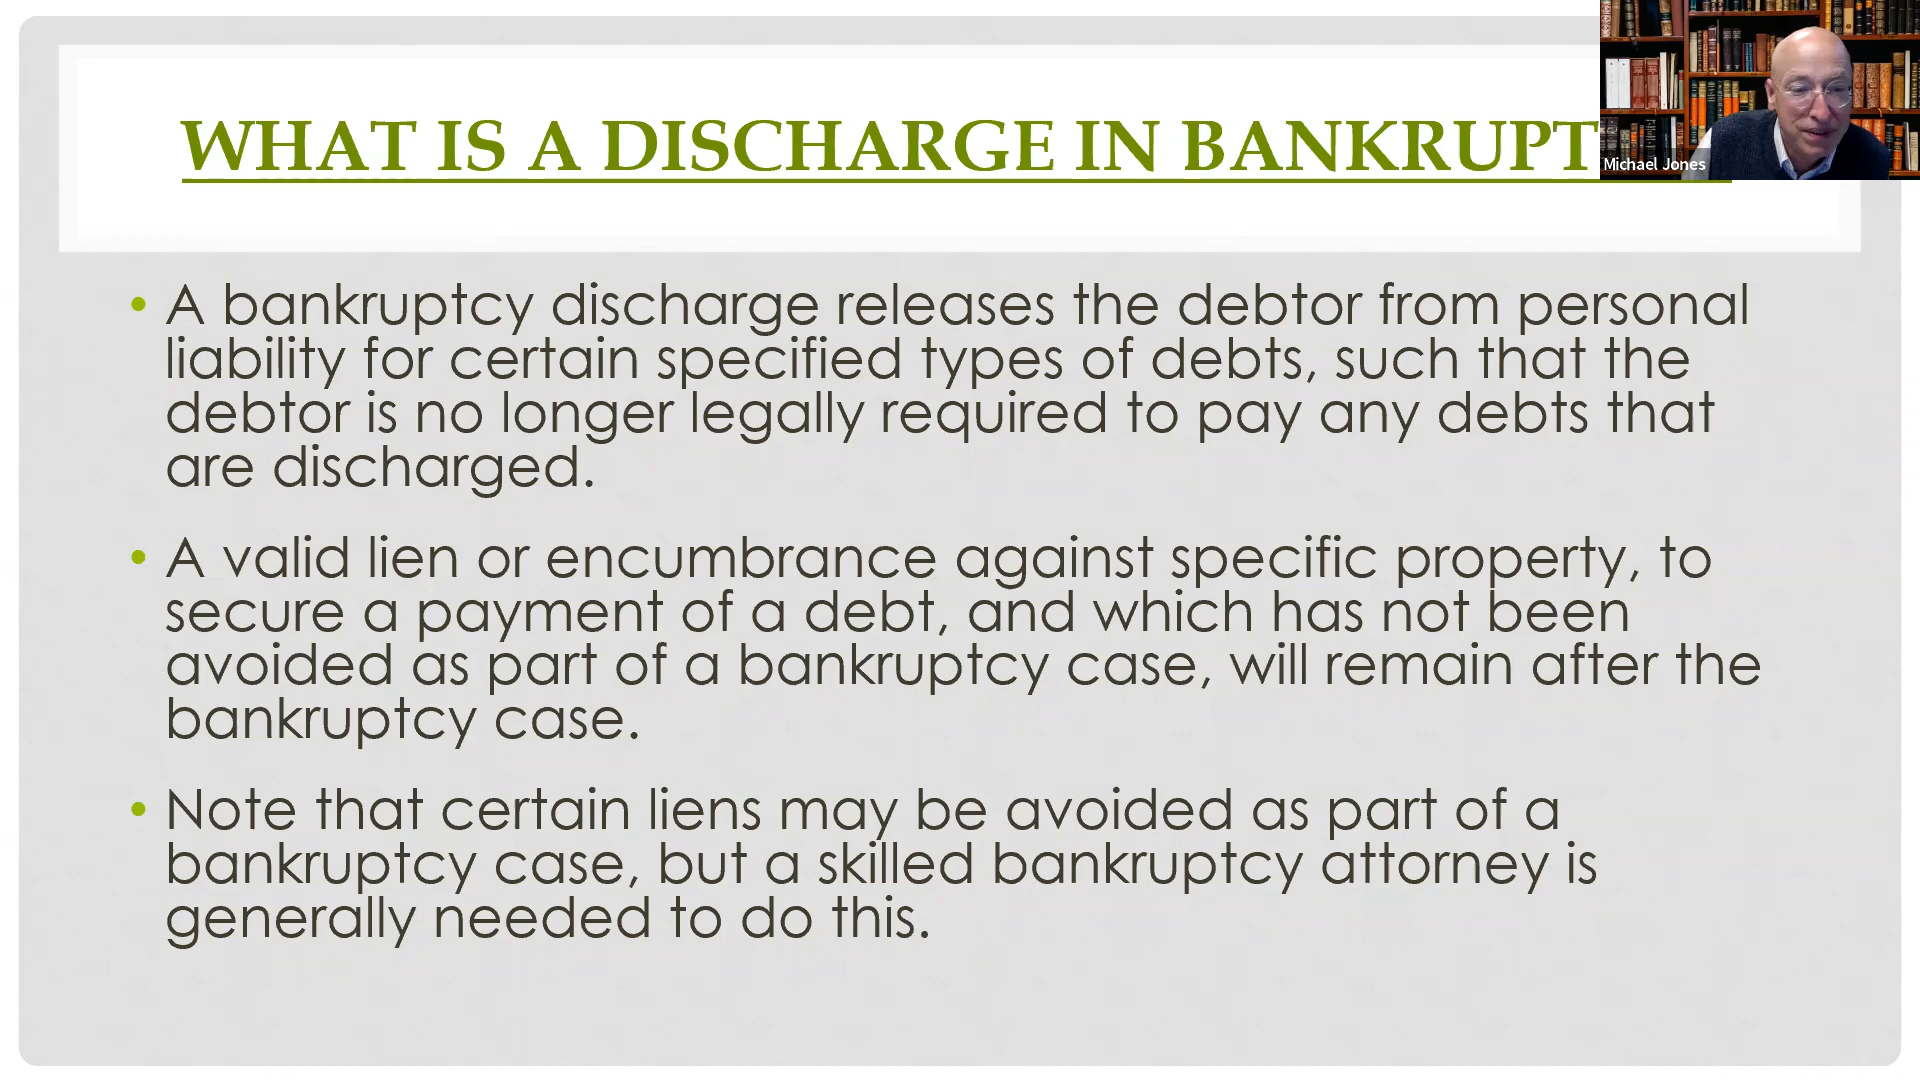 WHAT IS A DISCHARGE IN BANKRUPT
Michael Jones
• A bankruptcy discharge releases the debtor from personal
liability for certain specified types of debts, such that the
debtor is no longer legally required to pay any debts that
are discharged.
• A valid lien or encumbrance against specific property, to
secure a payment of a debt, and which has not been
avoided as part of a bankruptcy case, will remain after the
bankruptcy case.
• Note that certain liens may be avoided as part of a
bankruptcy case, but a skilled bankruptcy attorney is
generally needed to do this.